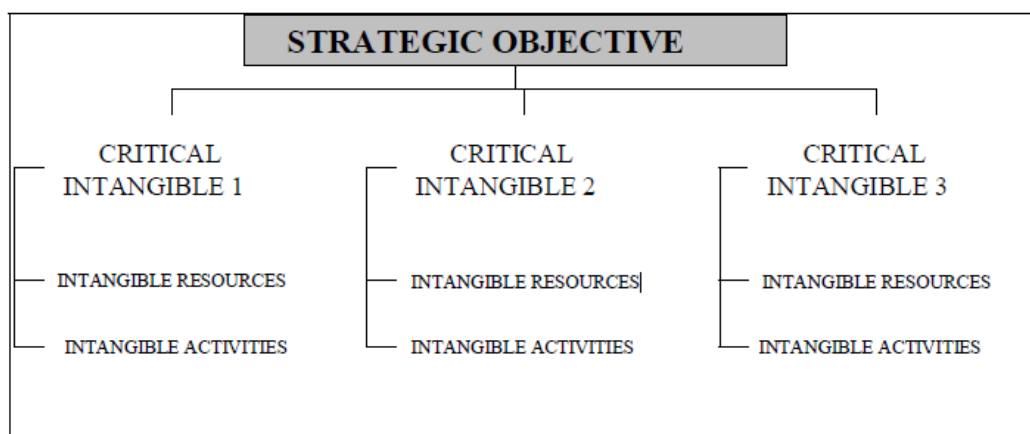 STRATEGIC OBJECTIVE
CRITICAL
INTANGIBLE 1
INTANGIBLE RESOURCES
INTANGIBLE ACTIVITIES
CRITICAL
INTANGIBLE 2
INTANGIBLE RESOURCES
INTANGIBLE ACTIVITIES
CRITICAL
INTANGIBLE 3
INTANGIBLE RESOURCES
INTANGIBLE ACTIVITIES